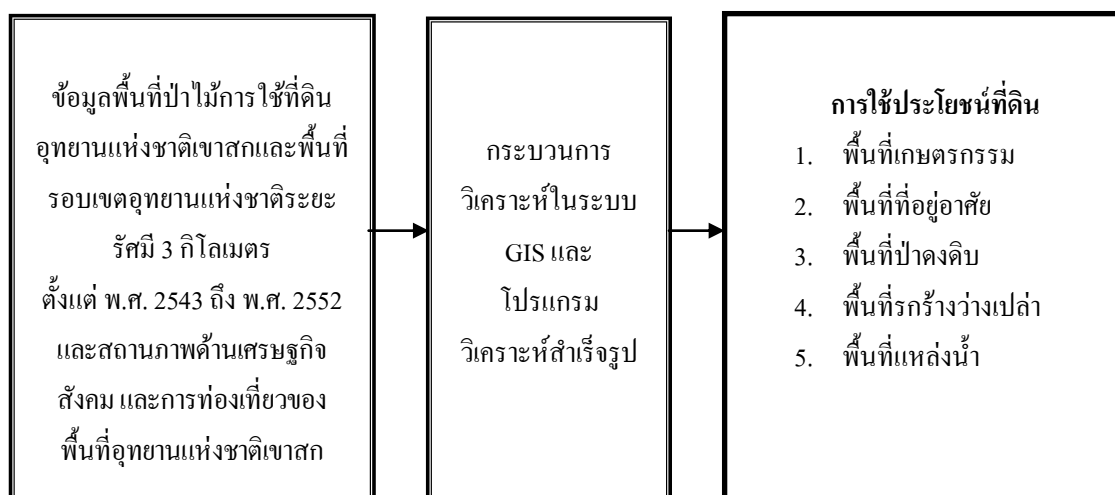 ข้อมูลพื้นที่ป่าไม้การใช้ที่ดิน
อุทยานแห่งชาติเขาสกและพื้นที่
รอบเขตอุทยานแห่งชาติระยะ
รัศมี 3 กิโลเมตร
ตั้งแต่ พ.ศ. 2543 ถึง พ.ศ. 2552
และสถานภาพด้านเศรษฐกิจ
สังคม และการท่องเที่ยวของ
พื้นที่อุทยานแห่งชาติเขาสก
กระบวนการ
วิเคราะห์ในระบบ
GIS และ
โปรแกรม
วิเคราะห์สำเร็จรูป
การใช้ประโยชน์ที่ดิน
1. พื้นที่เกษตรกรรม
2. พื้นที่ที่อยู่อาศัย
3. พื้นที่ป่าดงดิบ
4. พื้นที่รกร้างว่างเปล่า
5. พื้นที่แหล่งน้ำ